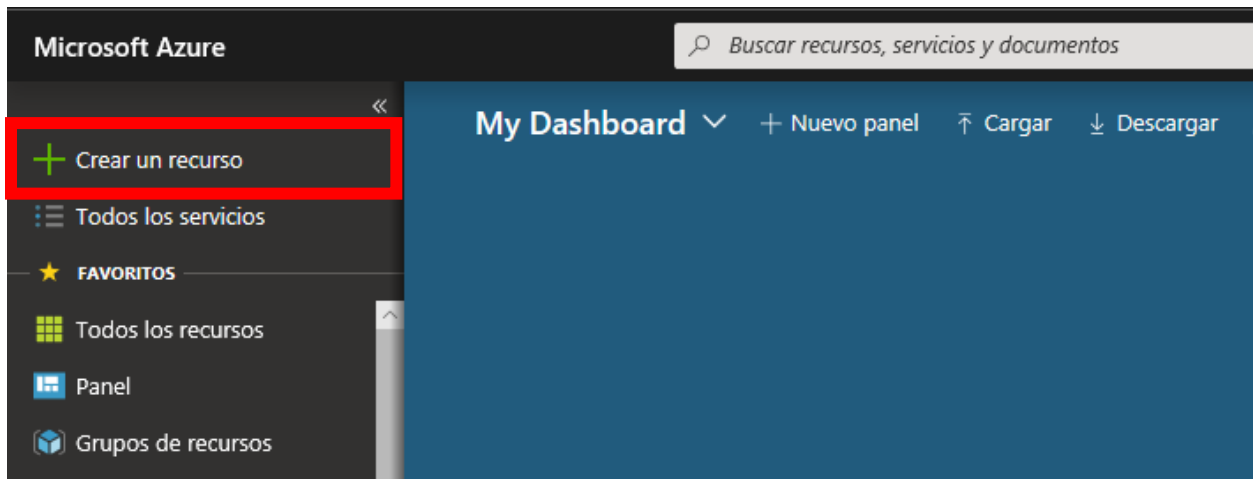 Microsoft Azure
Buscar recursos, servicios y documentos
«
Crear un recurso
Todos los servicios
FAVORITOS
Todos los recursos
Panel
Grupos de recursos
My Dashboard
+ Nuevo panel
Cargar
Descargar